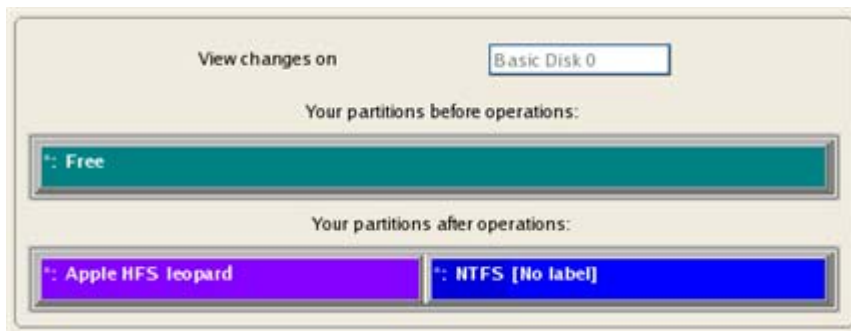 View changes on Basic Disk 0
Your partitions before operations:
*: Free
Your partitions after operations:
*: Apple HFS leopard *: NTFS [No label]